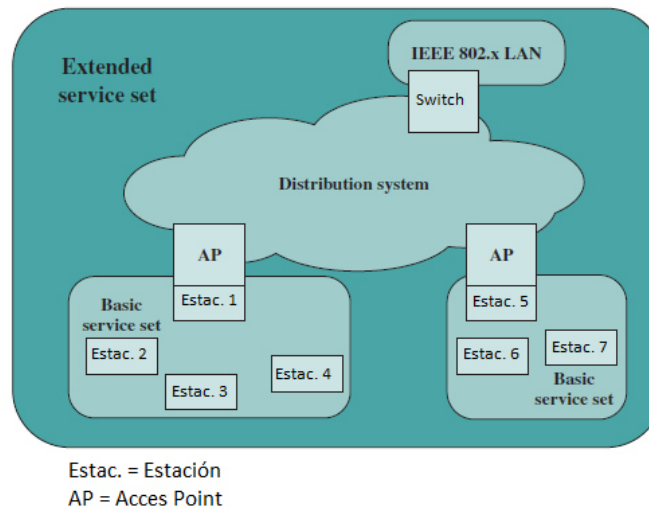 IEEE 802.x LAN
Extended
service set
Switch
Distribution system
AP
AP
Estac. 1
Estac. 5
Basic
service set
Estac. 2
Estac. 3
Estac. 4
Estac. 6
Estac. 7
Basic
service set
Estac. = Estación
AP = Acces Point